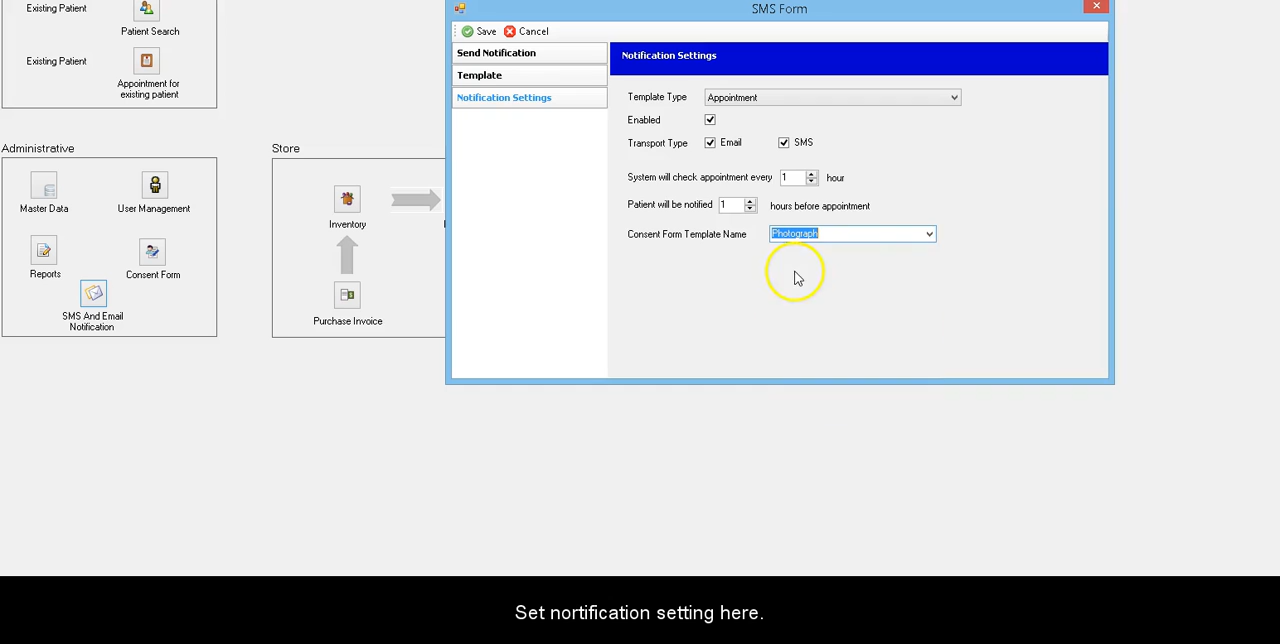 Existing Patient
Patient Search
Existing Patient
Appointment for
existing patient
Administrative
Master Data
User Management
Reports
Consent Form
SMS And Email
Notification
Store
Inventory
Purchase Invoice
SMS Form
Save
Cancel
Send Notification
Template
Notification Settings
Notification Settings
Template Type
Appointment
Enabled
Transport Type
Email
SMS
System will check appointment every
1
hour
Patient will be notified
1
hours before appointment
Consent Form Template Name
Photograph
Set nortification setting here.